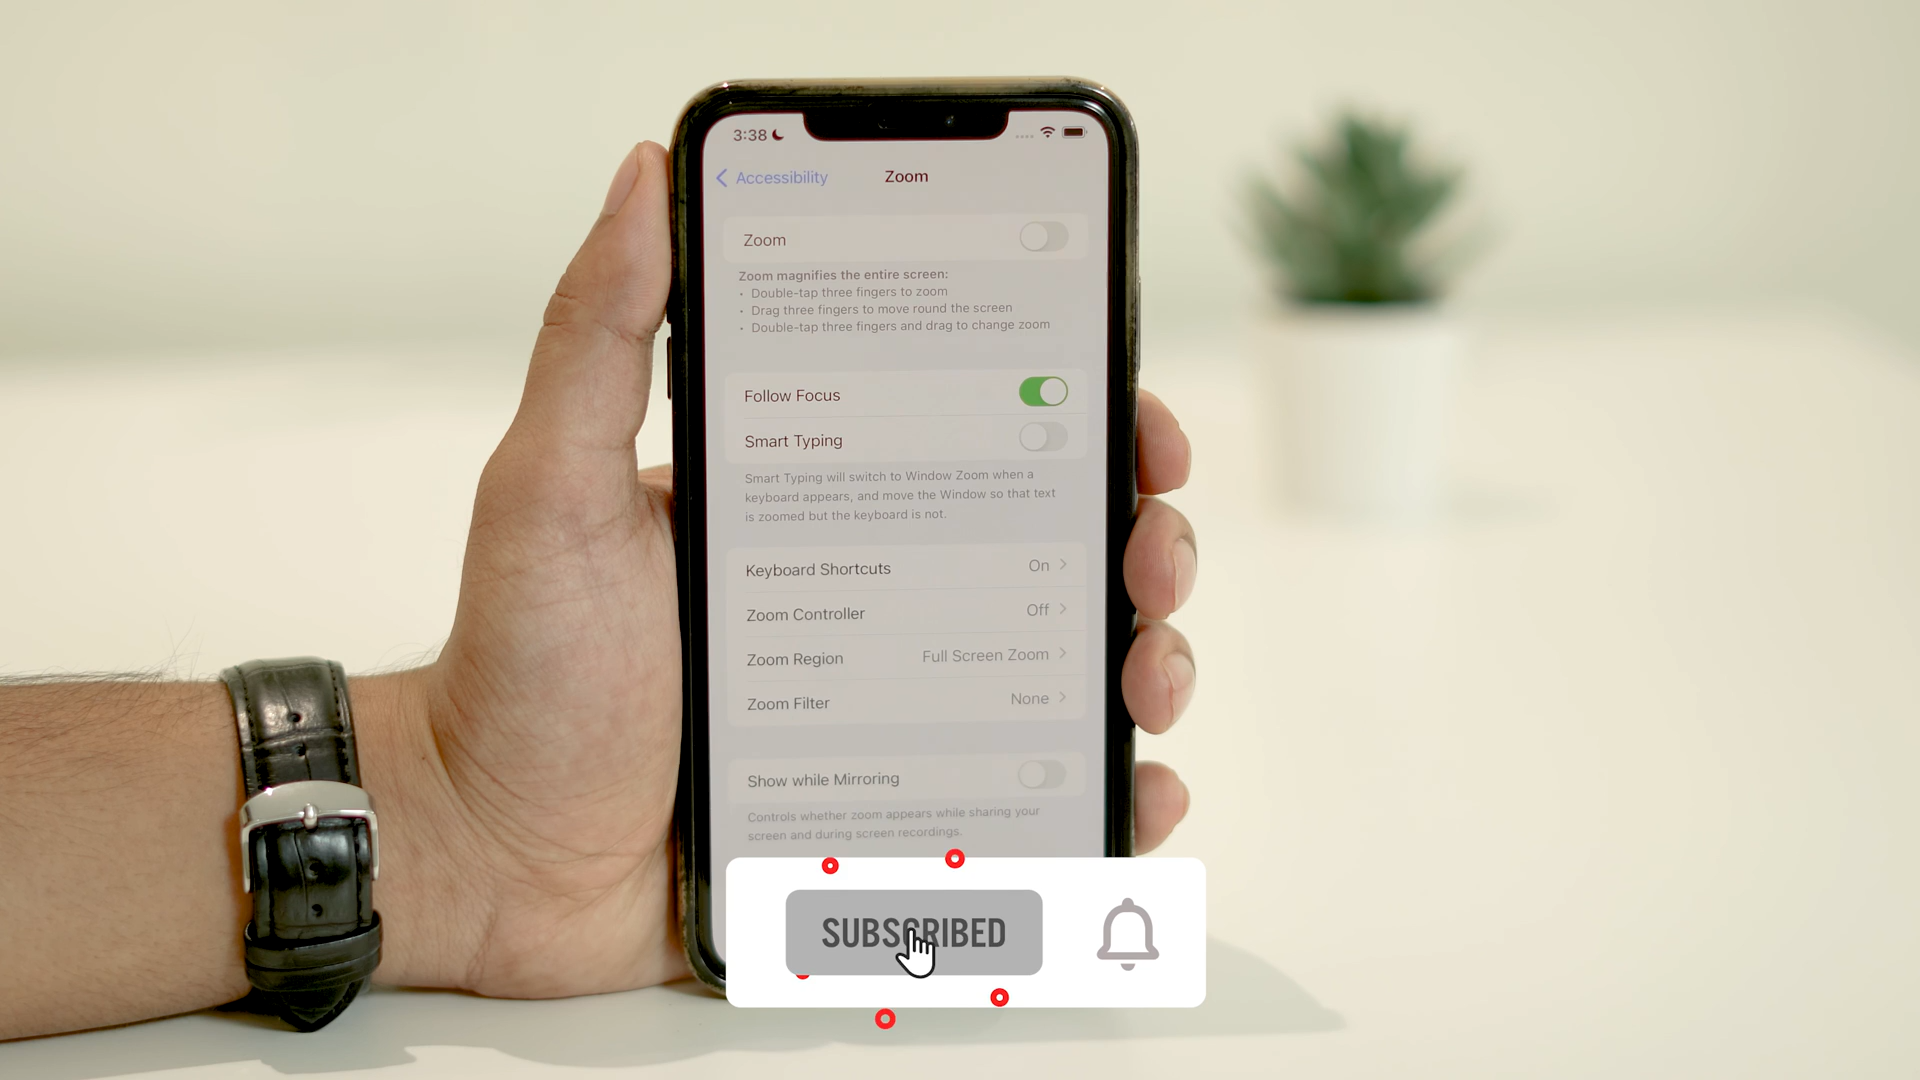 3:38
Accessibility
Zoom
Zoom
Zoom magnifies the entire screen:
• Double-tap three fingers to zoom
• Drag three fingers to move round the screen
• Double-tap three fingers and drag to change zoom
Follow Focus
Smart Typing
Smart Typing will switch to Window Zoom when a
keyboard appears, and move the Window so that text
is zoomed but the keyboard is not.
Keyboard Shortcuts On
Zoom Controller Off
Zoom Region Full Screen Zoom
Zoom Filter None
Show while Mirroring
Controls whether zoom appears while sharing your
screen and during screen recordings.
SUBSCRIBED